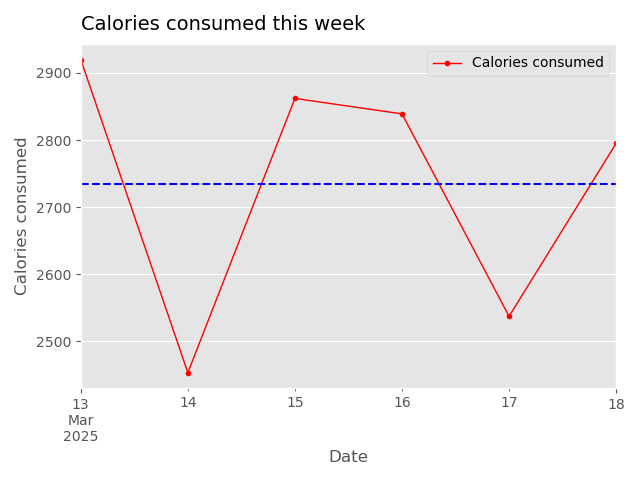 Calories consumed this week
Calories consumed
Calories consumed
2900
2800
2700
2600
2500
13 14 15 16 17 18
Mar
2025
Date